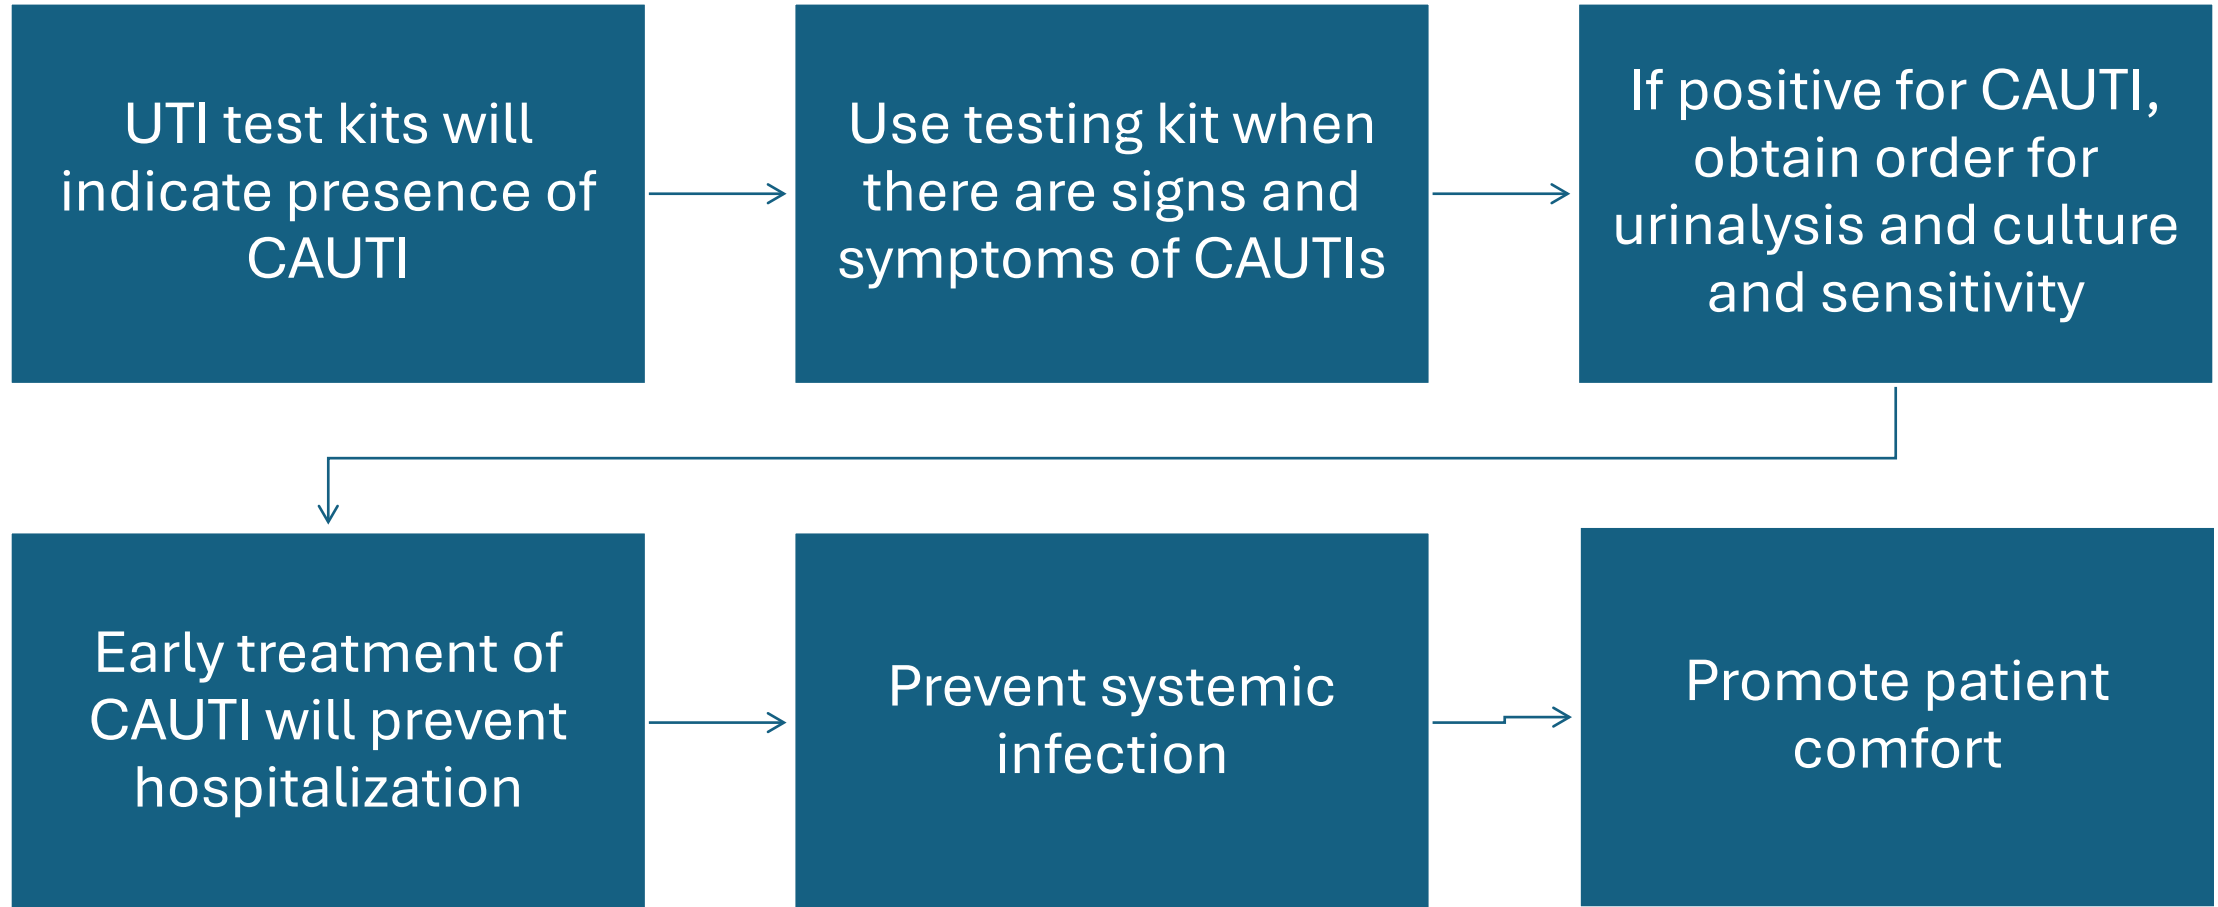 UTI test kits will
indicate presence of
CAUTI
Use testing kit when
there are signs and
symptoms of CAUTIs
If positive for CAUTI,
obtain order for
urinalysis and culture
and sensitivity
Early treatment of
CAUTI will prevent
hospitalization
Prevent systemic
infection
Promote patient
comfort